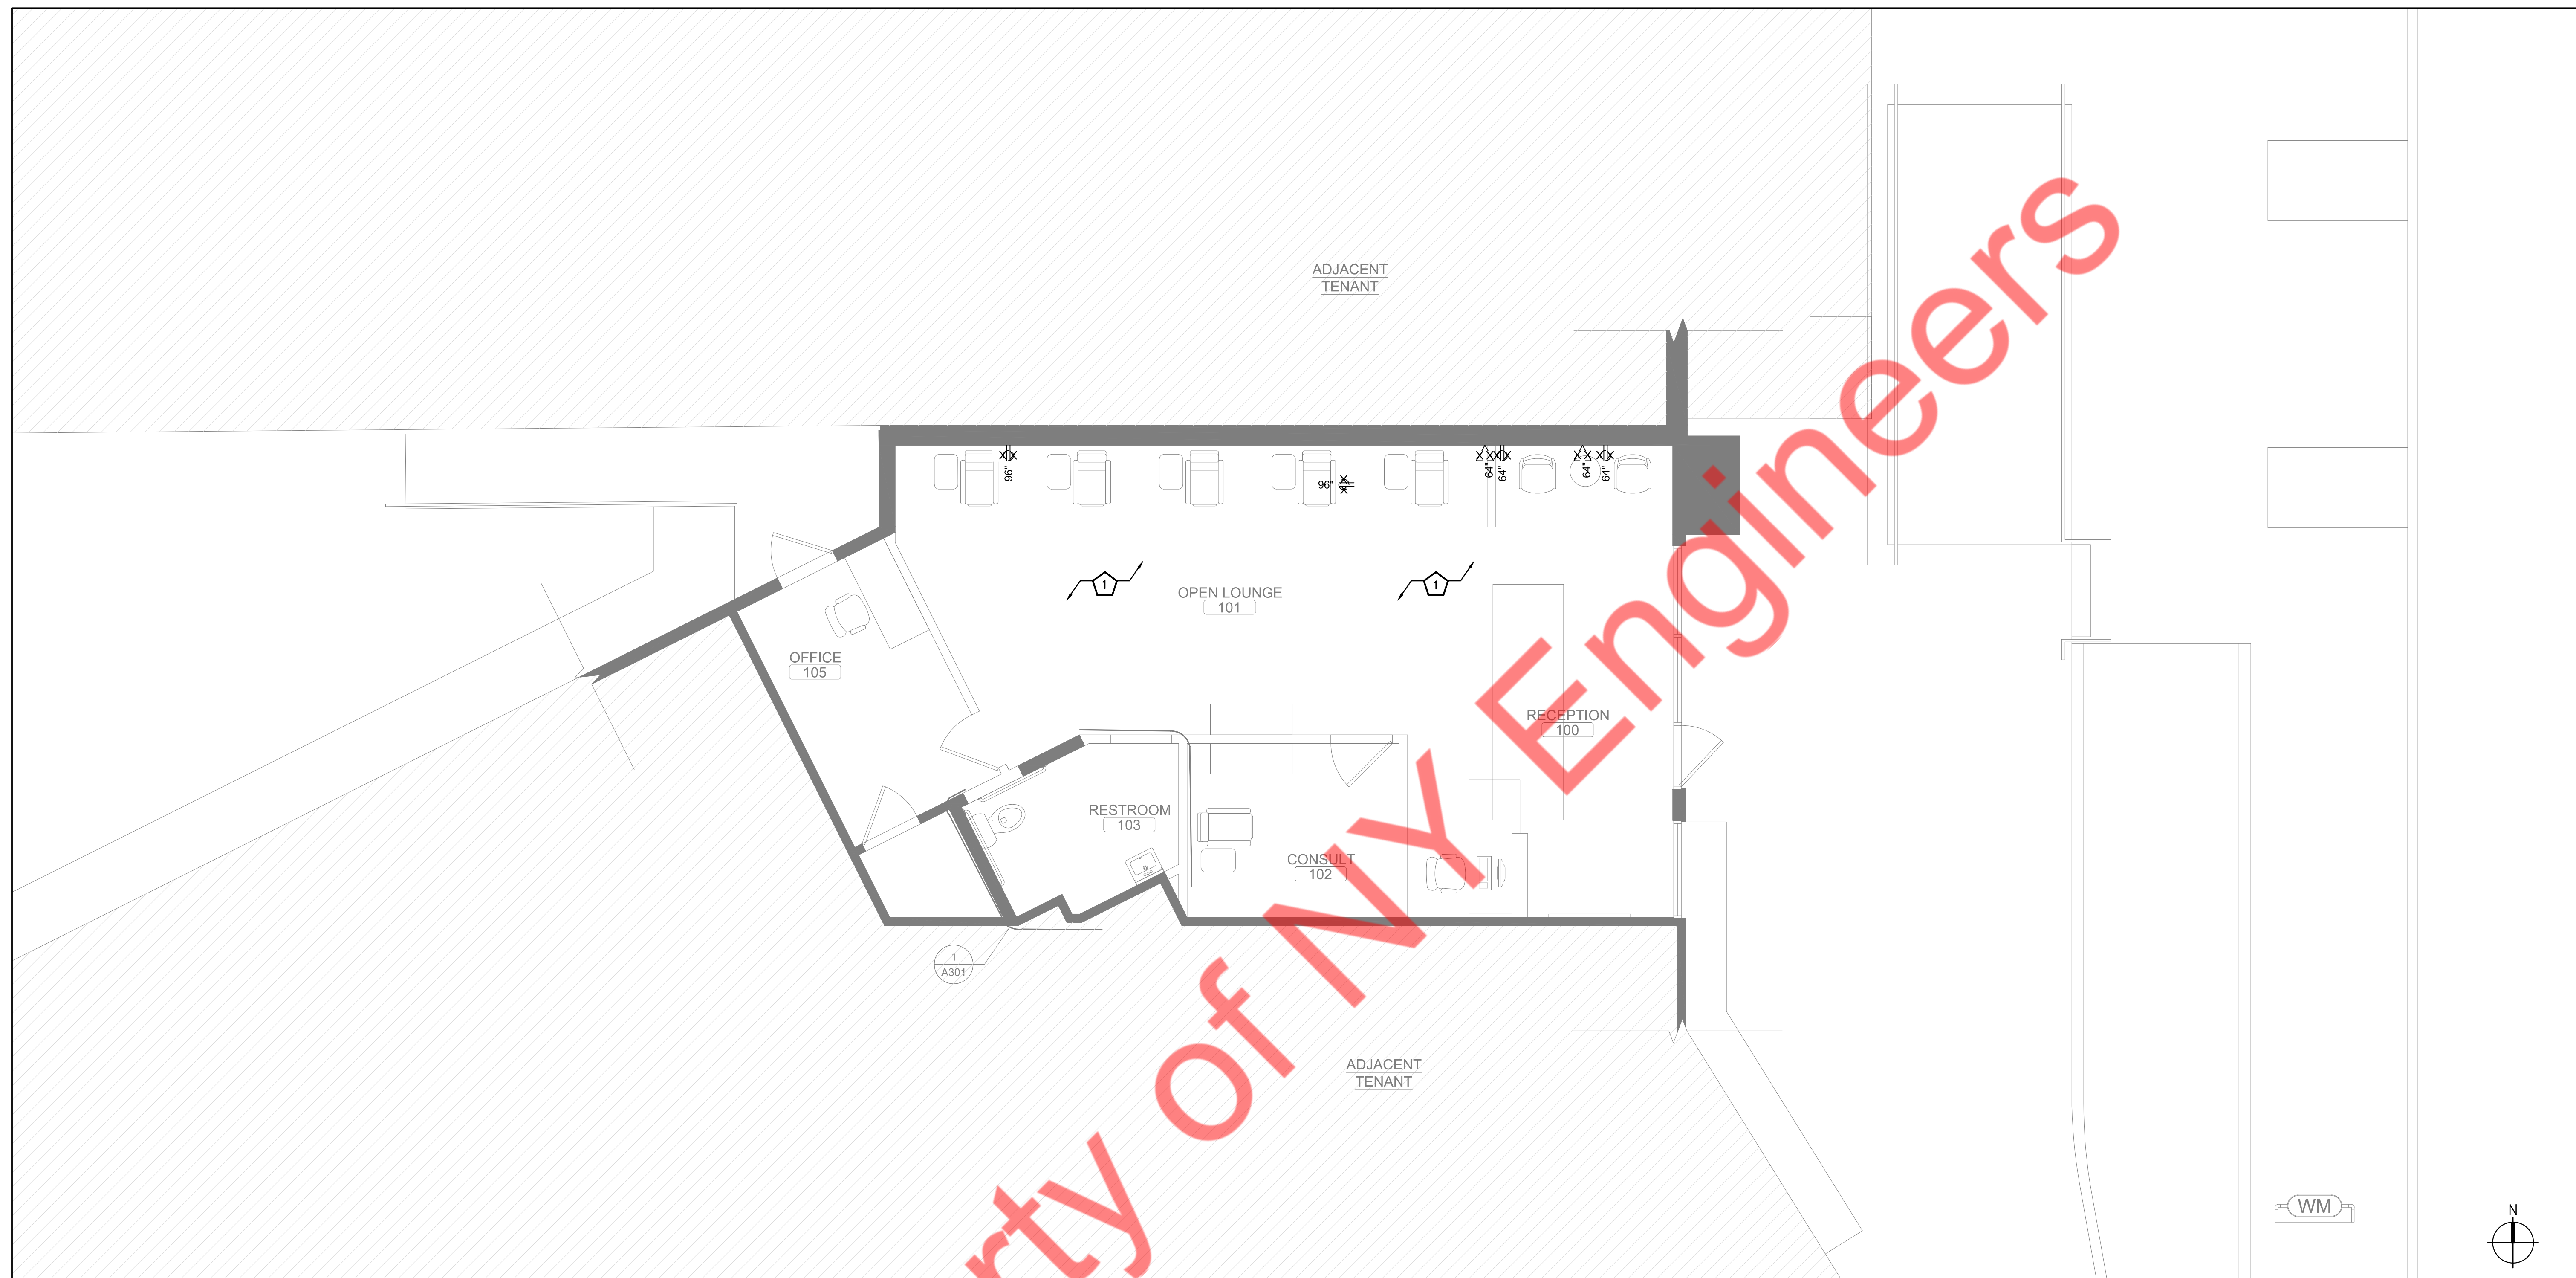 ADJACENT
TENANT
96"
96"
64"
64"
64"
64"
1
1
OPEN LOUNGE
101
OFFICE
105
RECEPTION
100
RESTROOM
103
CONSULT
102
1
A301
ADJACENT
TENANT
WM
N
rty of NY Engineers